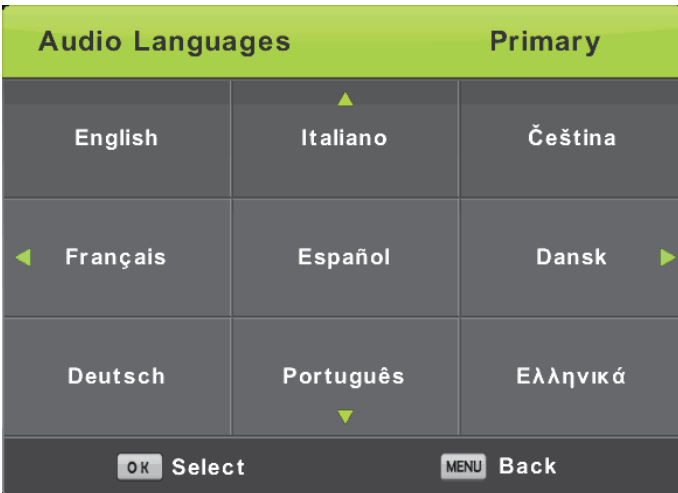 Audio Languages Primary
English Italiano Čeština
Français Español Dansk
Deutsch Português Ελληνικά
OK Select MENU Back